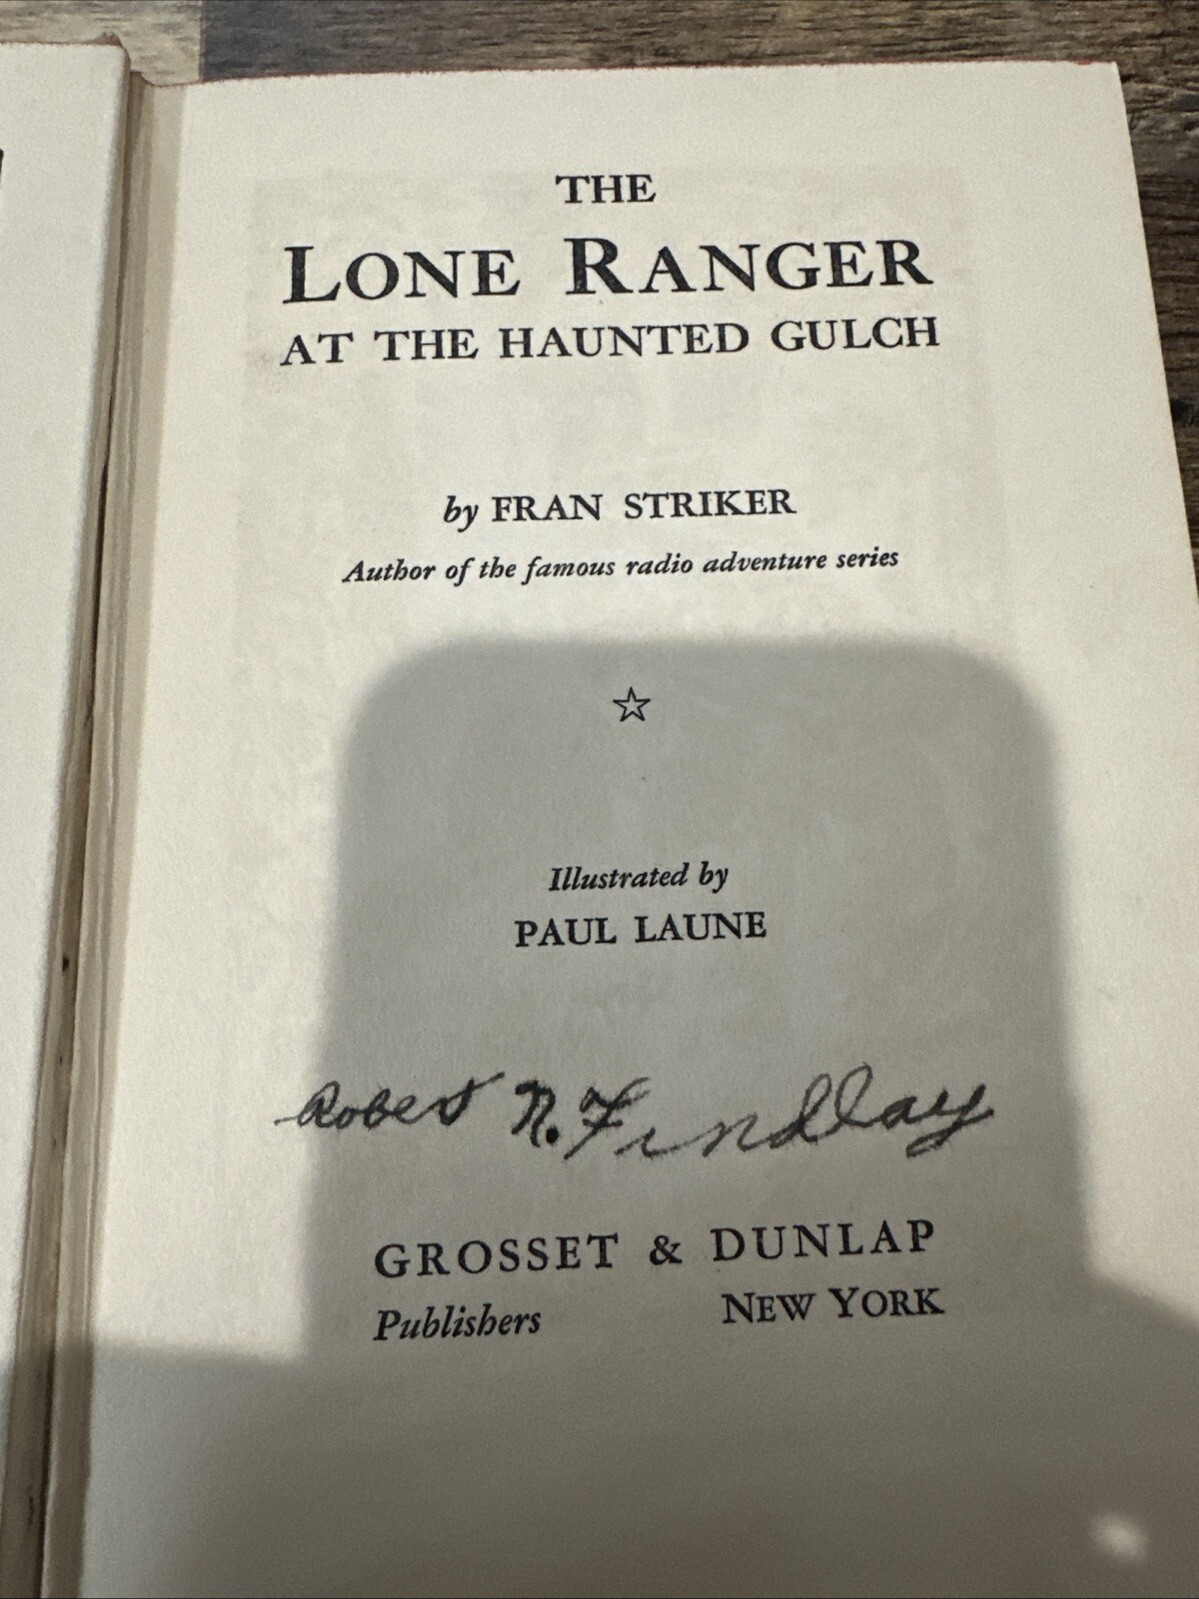 THE
LONE RANGER
AT THE HAUNTED GULCH
by FRAN STRIKER
Author of the famous radio adventure series
Illustrated by
PAUL LAUNE
Robert N. Findlay
GROSSET & DUNLAP
Publishers NEW YORK